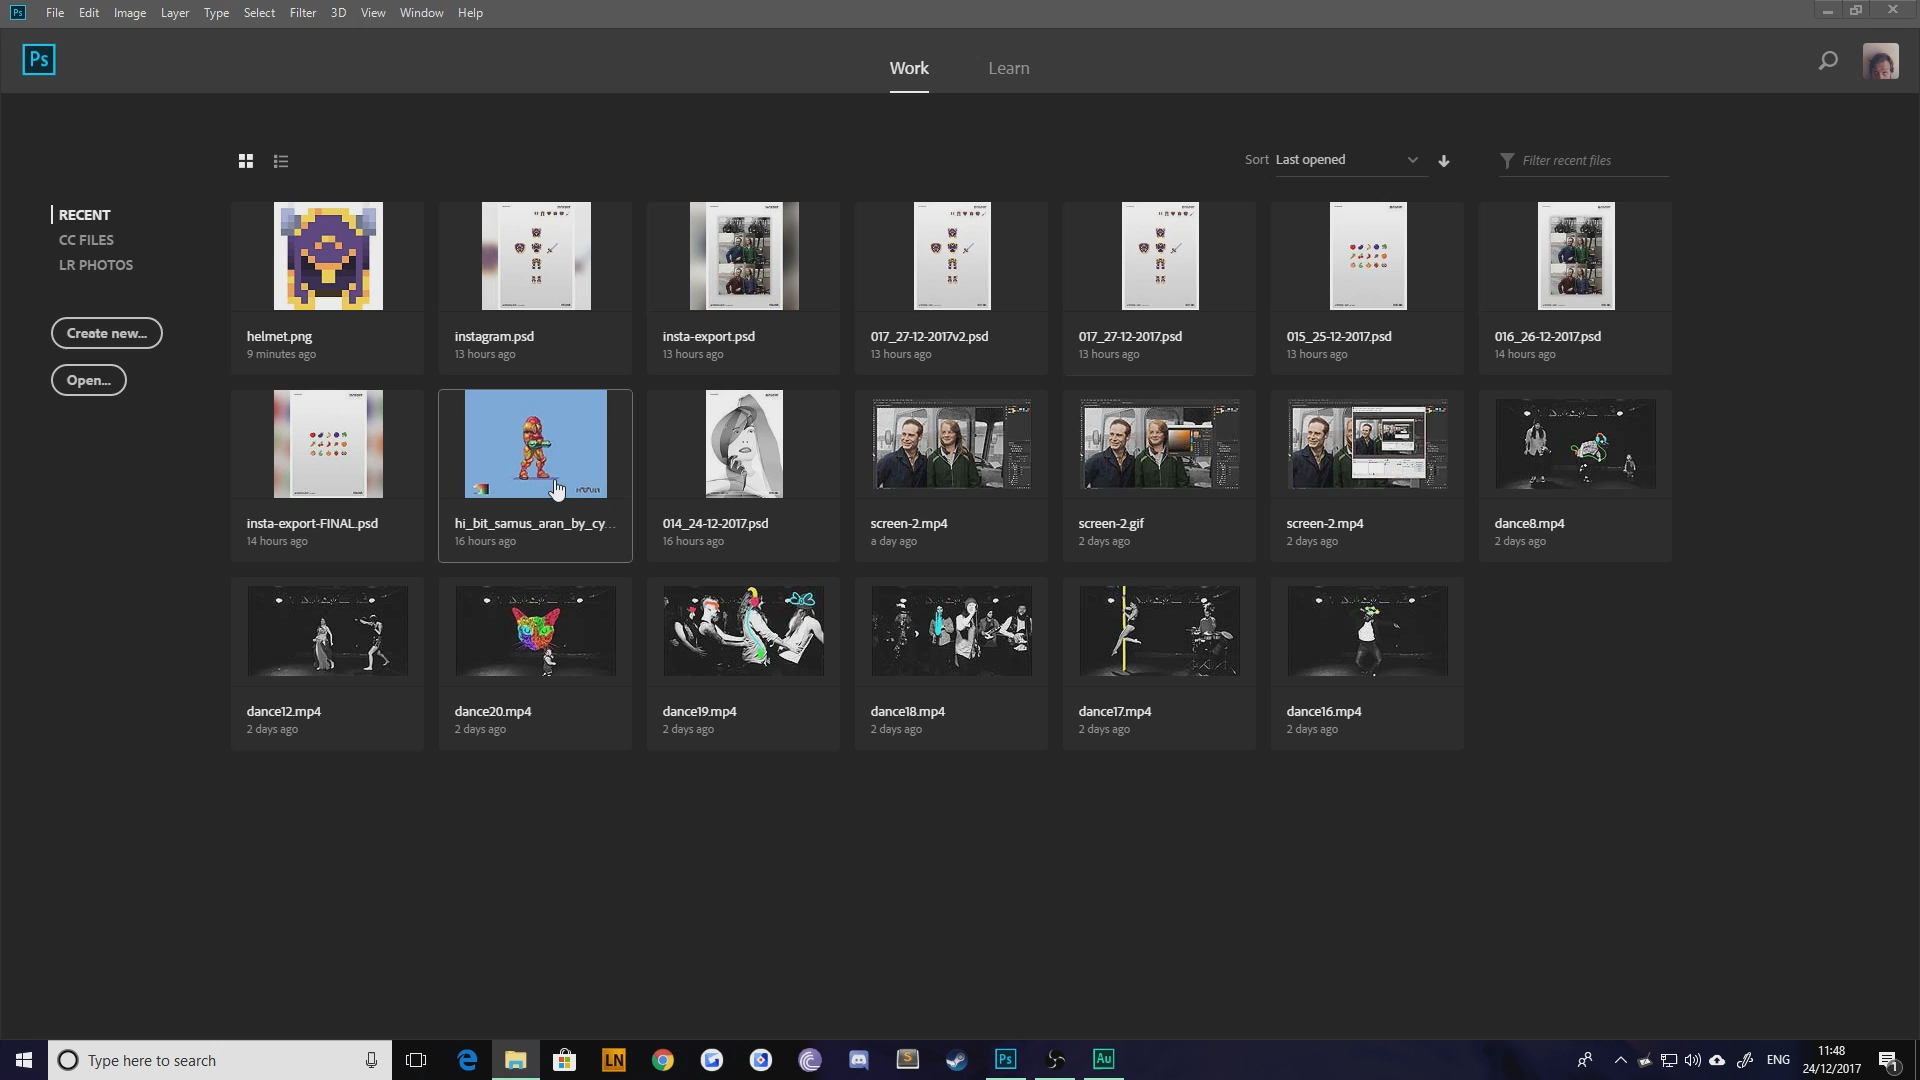 Ps File Edit Image Layer Type Select Filter 3D View Window Help
Ps Work Learn
Sort Last opened Filter recent files
RECENT
CC FILES
LR PHOTOS
Create new...
Open...
helmet.png instagram.psd insta-export.psd 017_27-12-2017v2.psd 017_27-12-2017.psd 015_25-12-2017.psd 016_26-12-2017.psd
9 minutes ago 13 hours ago 13 hours ago 13 hours ago 13 hours ago 13 hours ago 14 hours ago
insta-export-FINAL.psd hi_bit_samus_aran_by_cy... 014_24-12-2017.psd screen-2.mp4 screen-2.gif screen-2.mp4 dance8.mp4
14 hours ago 16 hours ago 16 hours ago a day ago 2 days ago 2 days ago 2 days ago
dance12.mp4 dance20.mp4 dance19.mp4 dance18.mp4 dance17.mp4 dance16.mp4
2 days ago 2 days ago 2 days ago 2 days ago 2 days ago 2 days ago
Type here to search LN S Ps Au ENG 11:48
24/12/2017 1